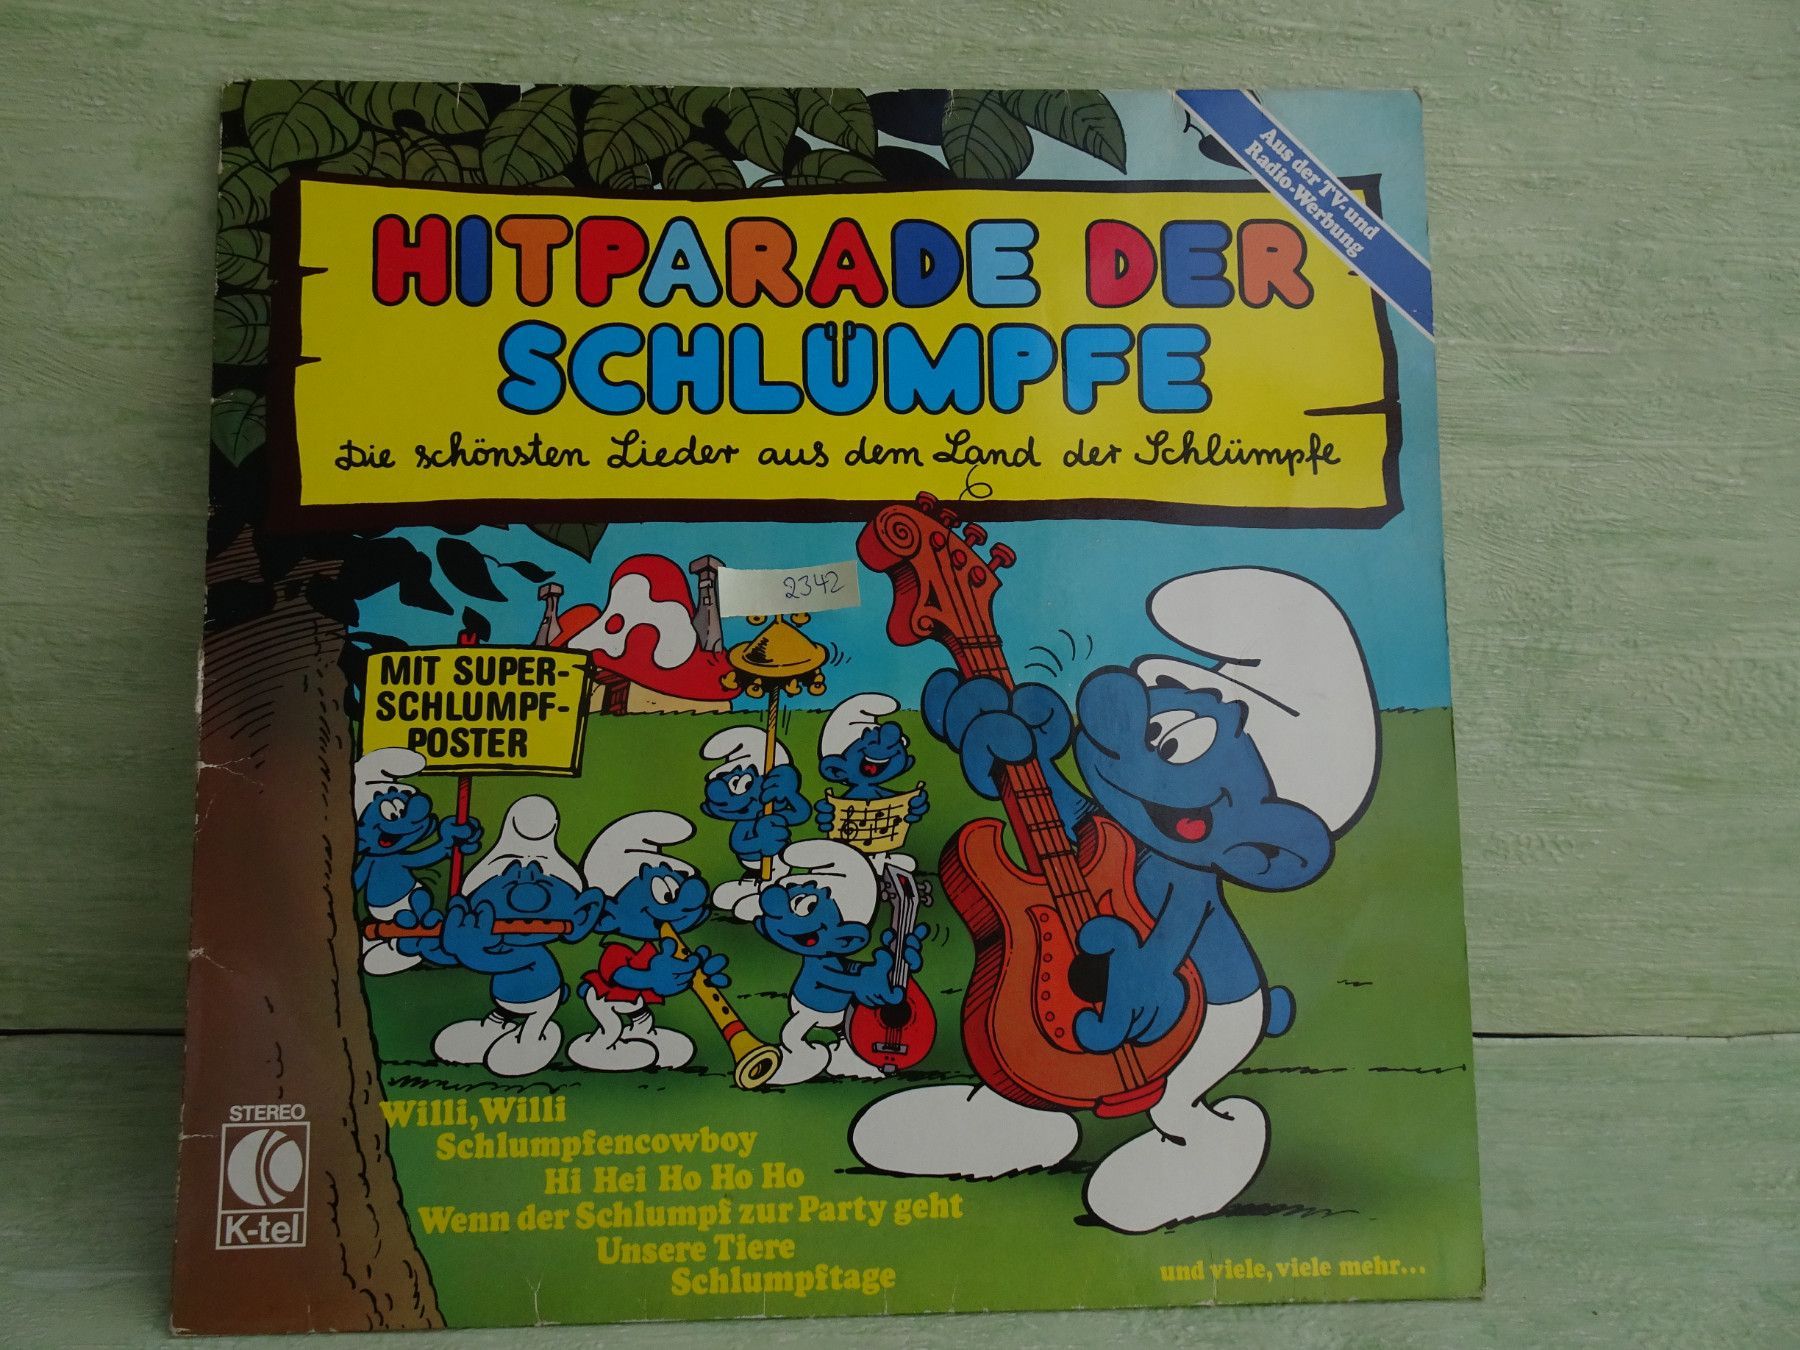 Aus der TV- und
Radio-Werbung
HITPARADE DER
SCHLÜMPFE
Die schönsten Lieder aus dem Land der Schlümpfe
2342
MIT SUPER-
SCHLUMPF-
POSTER
Willi, Willi
Schlumpfencowboy
Hi Hei Ho Ho Ho
Wenn der Schlumpf zur Party geht
Unsere Tiere
Schlumpftage
und viele, viele mehr...
STEREO
K-tel